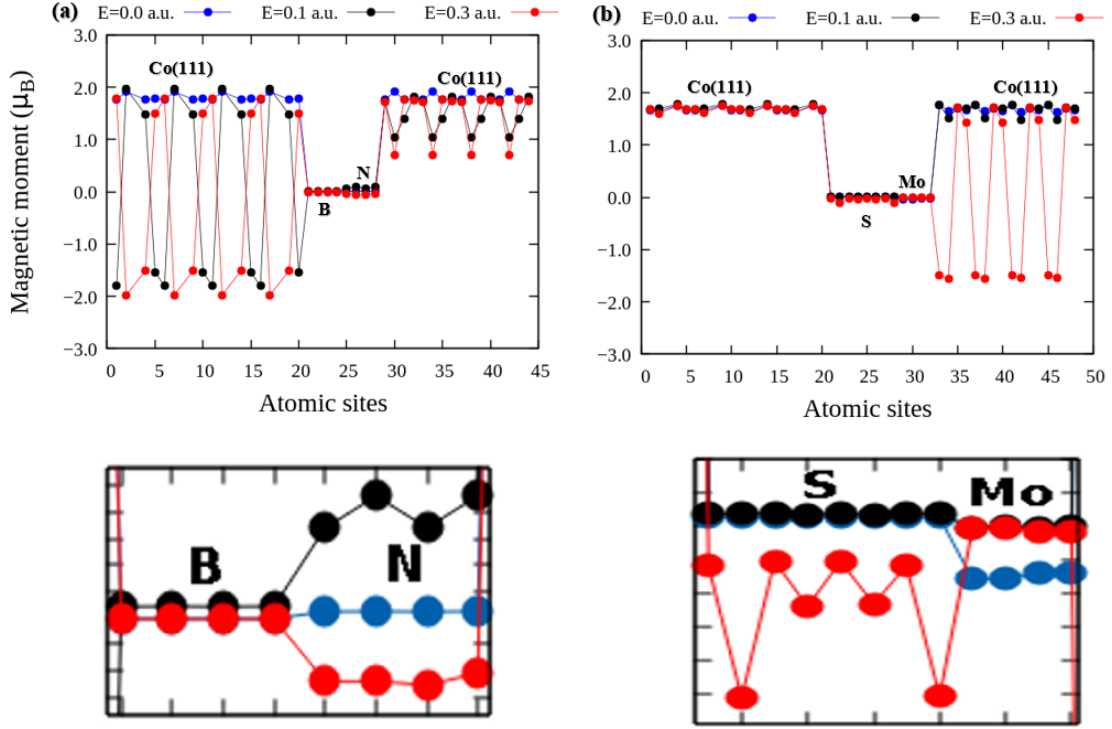 (a) E=0.0 a.u. E=0.1 a.u. E=0.3 a.u.
Magnetic moment (μB)
3.0
2.0
1.0
0.0
−1.0
−2.0
−3.0
Co(111)
Co(111)
N
B
0 5 10 15 20 25 30 35 40 45
Atomic sites
(b) E=0.0 a.u. E=0.1 a.u. E=0.3 a.u.
3.0
2.0
1.0
0.0
−1.0
−2.0
−3.0
Co(111)
Co(111)
Mo
S
0 5 10 15 20 25 30 35 40 45 50
Atomic sites
B
N
S
Mo